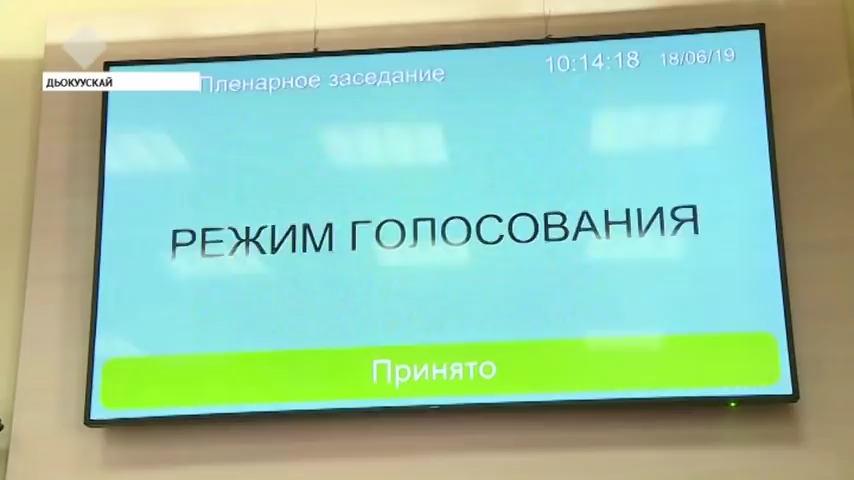 ДЬОКУУСКАЙ
Пленарное заседание 10:14:18 18/06/19
РЕЖИМ ГОЛОСОВАНИЯ
Принято